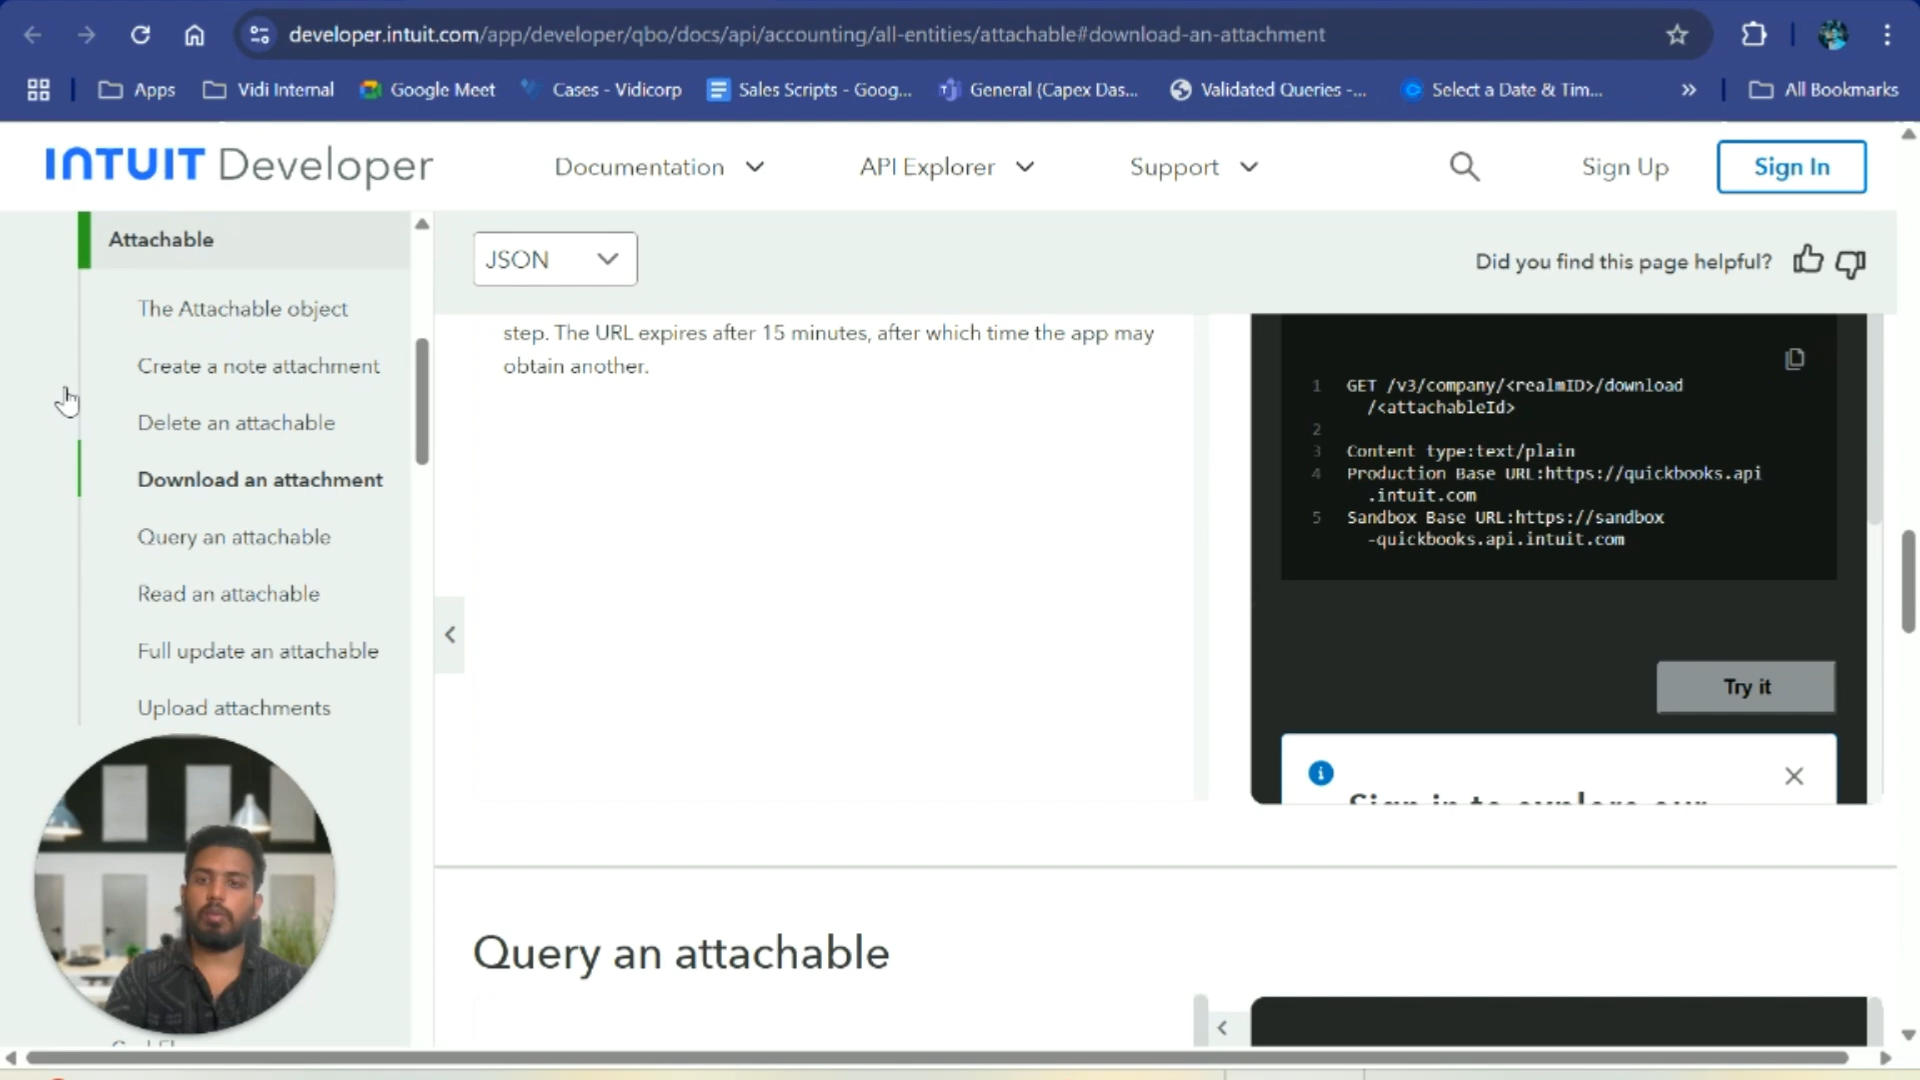 developer.intuit.com/app/developer/qbo/docs/api/accounting/all-entities/attachable#download-an-attachment
Apps
Vidi Internal
Google Meet
Cases - Vidicorp
Sales Scripts - Goog...
General (Capex Das...
Validated Queries -...
Select a Date & Tim...
»
All Bookmarks
INTUIT Developer
Documentation
API Explorer
Support
Sign Up
Sign In
Attachable
The Attachable object
Create a note attachment
Delete an attachable
Download an attachment
Query an attachable
Read an attachable
Full update an attachable
Upload attachments
JSON
Did you find this page helpful?
step. The URL expires after 15 minutes, after which time the app may
obtain another.
1 GET /v3/company/<realmID>/download
/<attachableId>
2
3 Content type:text/plain
4 Production Base URL:https://quickbooks.api
.intuit.com
5 Sandbox Base URL:https://sandbox
-quickbooks.api.intuit.com
Try it
Sign in to explore our
Query an attachable